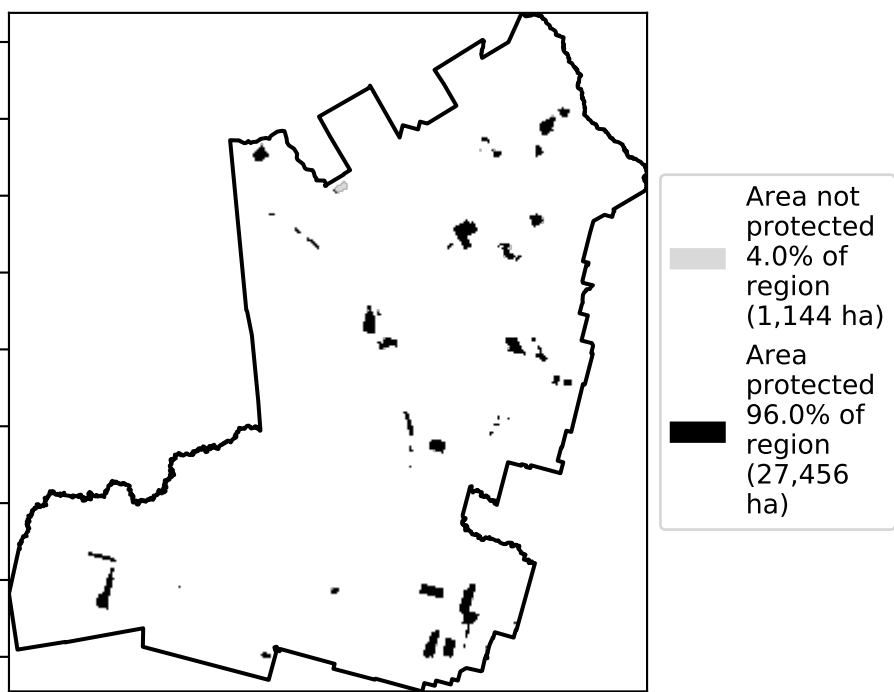 Area not
protected
4.0% of
region
(1,144 ha)
Area
protected
96.0% of
region
(27,456
ha)